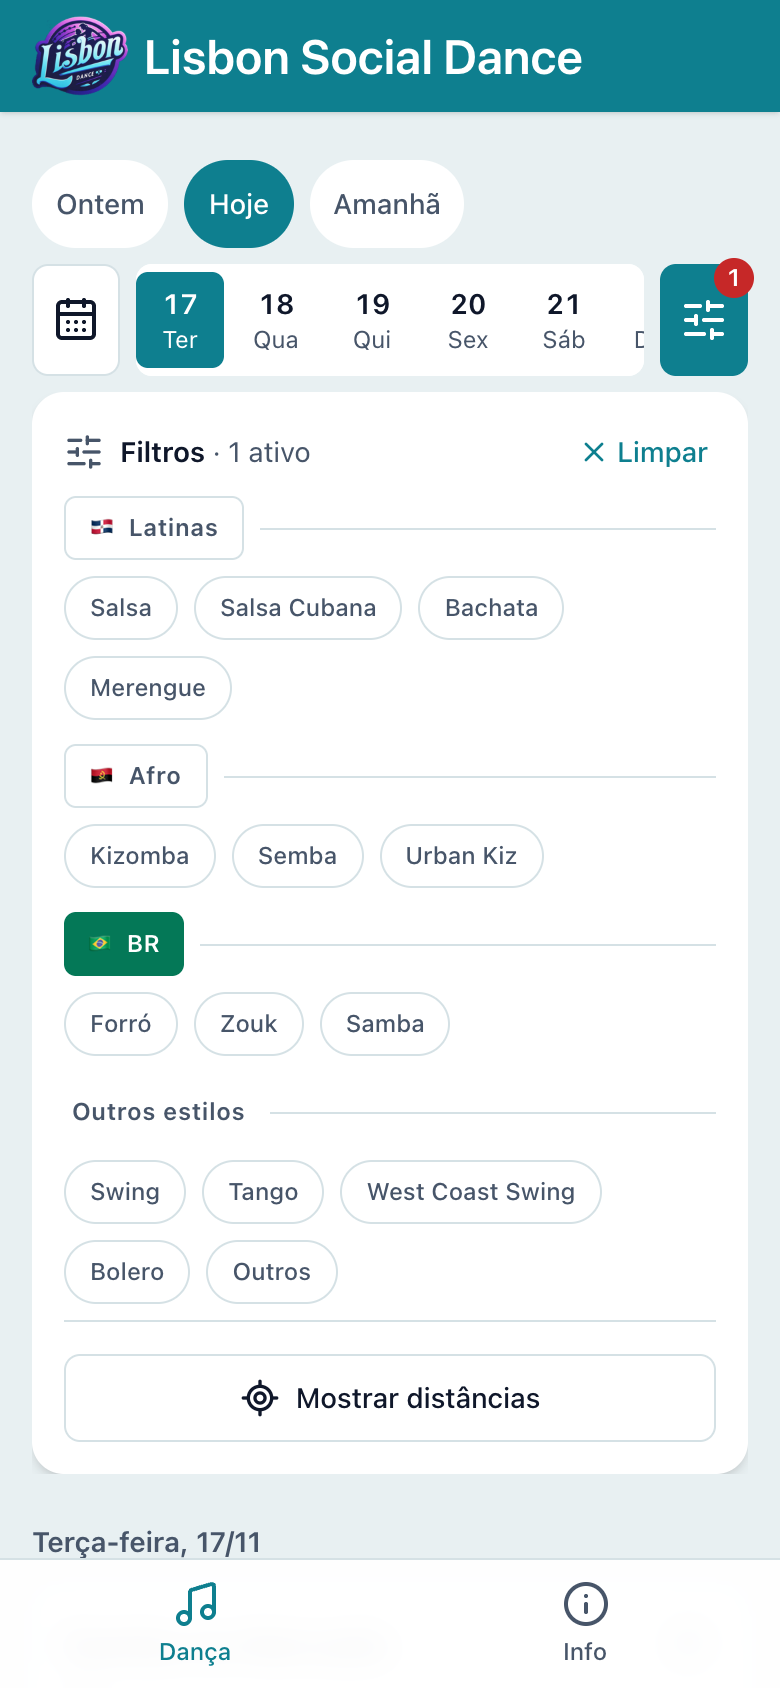 Lisbon
DANCE
Lisbon Social Dance
Ontem
Hoje
Amanhã
17
Ter
18
Qua
19
Qui
20
Sex
21
Sáb
1
Filtros · 1 ativo
Limpar
Latinas
Salsa
Salsa Cubana
Bachata
Merengue
Afro
Kizomba
Semba
Urban Kiz
BR
Forró
Zouk
Samba
Outros estilos
Swing
Tango
West Coast Swing
Bolero
Outros
Mostrar distâncias
Terça-feira, 17/11
Dança
Info